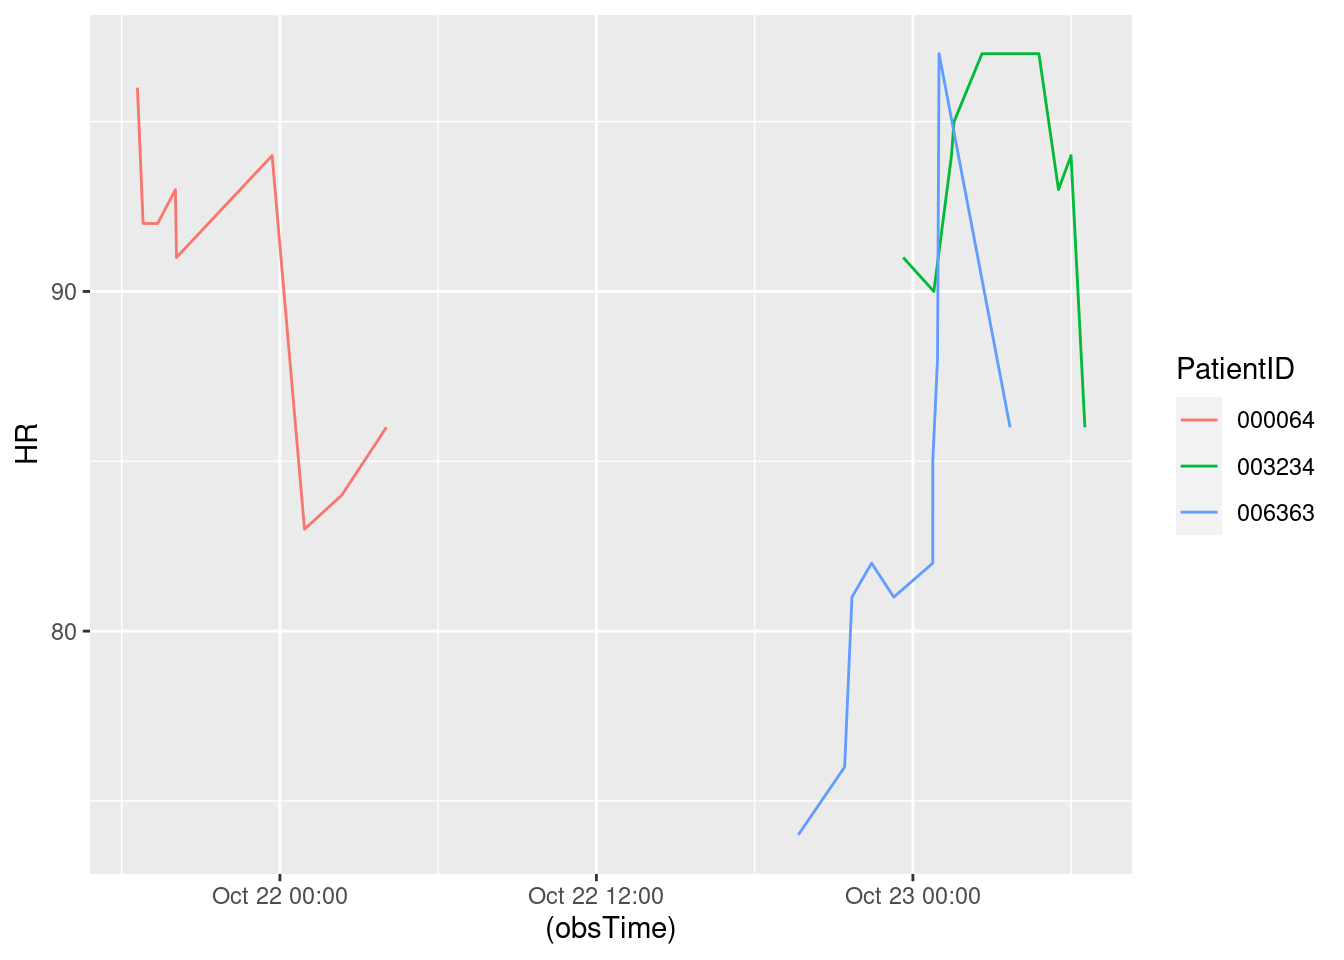 90
80
HR
Oct 22 00:00
Oct 22 12:00
Oct 23 00:00
(obsTime)
PatientID
000064
003234
006363